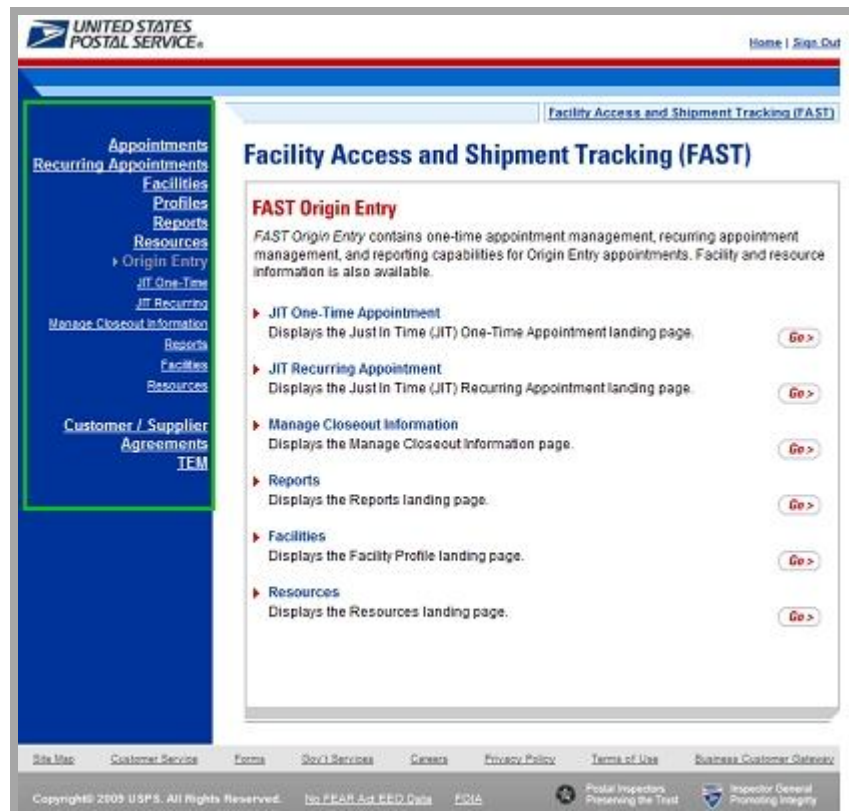 UNITED STATES
POSTAL SERVICE®
Home | Sign Out
Facility Access and Shipment Tracking (FAST)
Appointments
Recurring Appointments
Facilities
Profiles
Reports
Resources
Origin Entry
JIT One-Time
JIT Recurring
Manage Closeout Information
Reports
Facilities
Resources
Customer / Supplier
Agreements
TEM
Facility Access and Shipment Tracking (FAST)
FAST Origin Entry
FAST Origin Entry contains one-time appointment management, recurring appointment
management, and reporting capabilities for Origin Entry appointments. Facility and resource
information is also available.
JIT One-Time Appointment
Displays the Just In Time (JIT) One-Time Appointment landing page.
Go >
JIT Recurring Appointment
Displays the Just In Time (JIT) Recurring Appointment landing page.
Go >
Manage Closeout Information
Displays the Manage Closeout Information page.
Go >
Reports
Displays the Reports landing page.
Go >
Facilities
Displays the Facility Profile landing page.
Go >
Resources
Displays the Resources landing page.
Go >
Site Map Customer Service Forms Gov't Services Careers Privacy Policy Terms of Use Business Customer Gateway
Copyright© 2009 USPS. All Rights Reserved. No FEAR Act EEO Data FOIA
Postal Inspectors
Preserving the Trust
Inspector General
Promoting Integrity